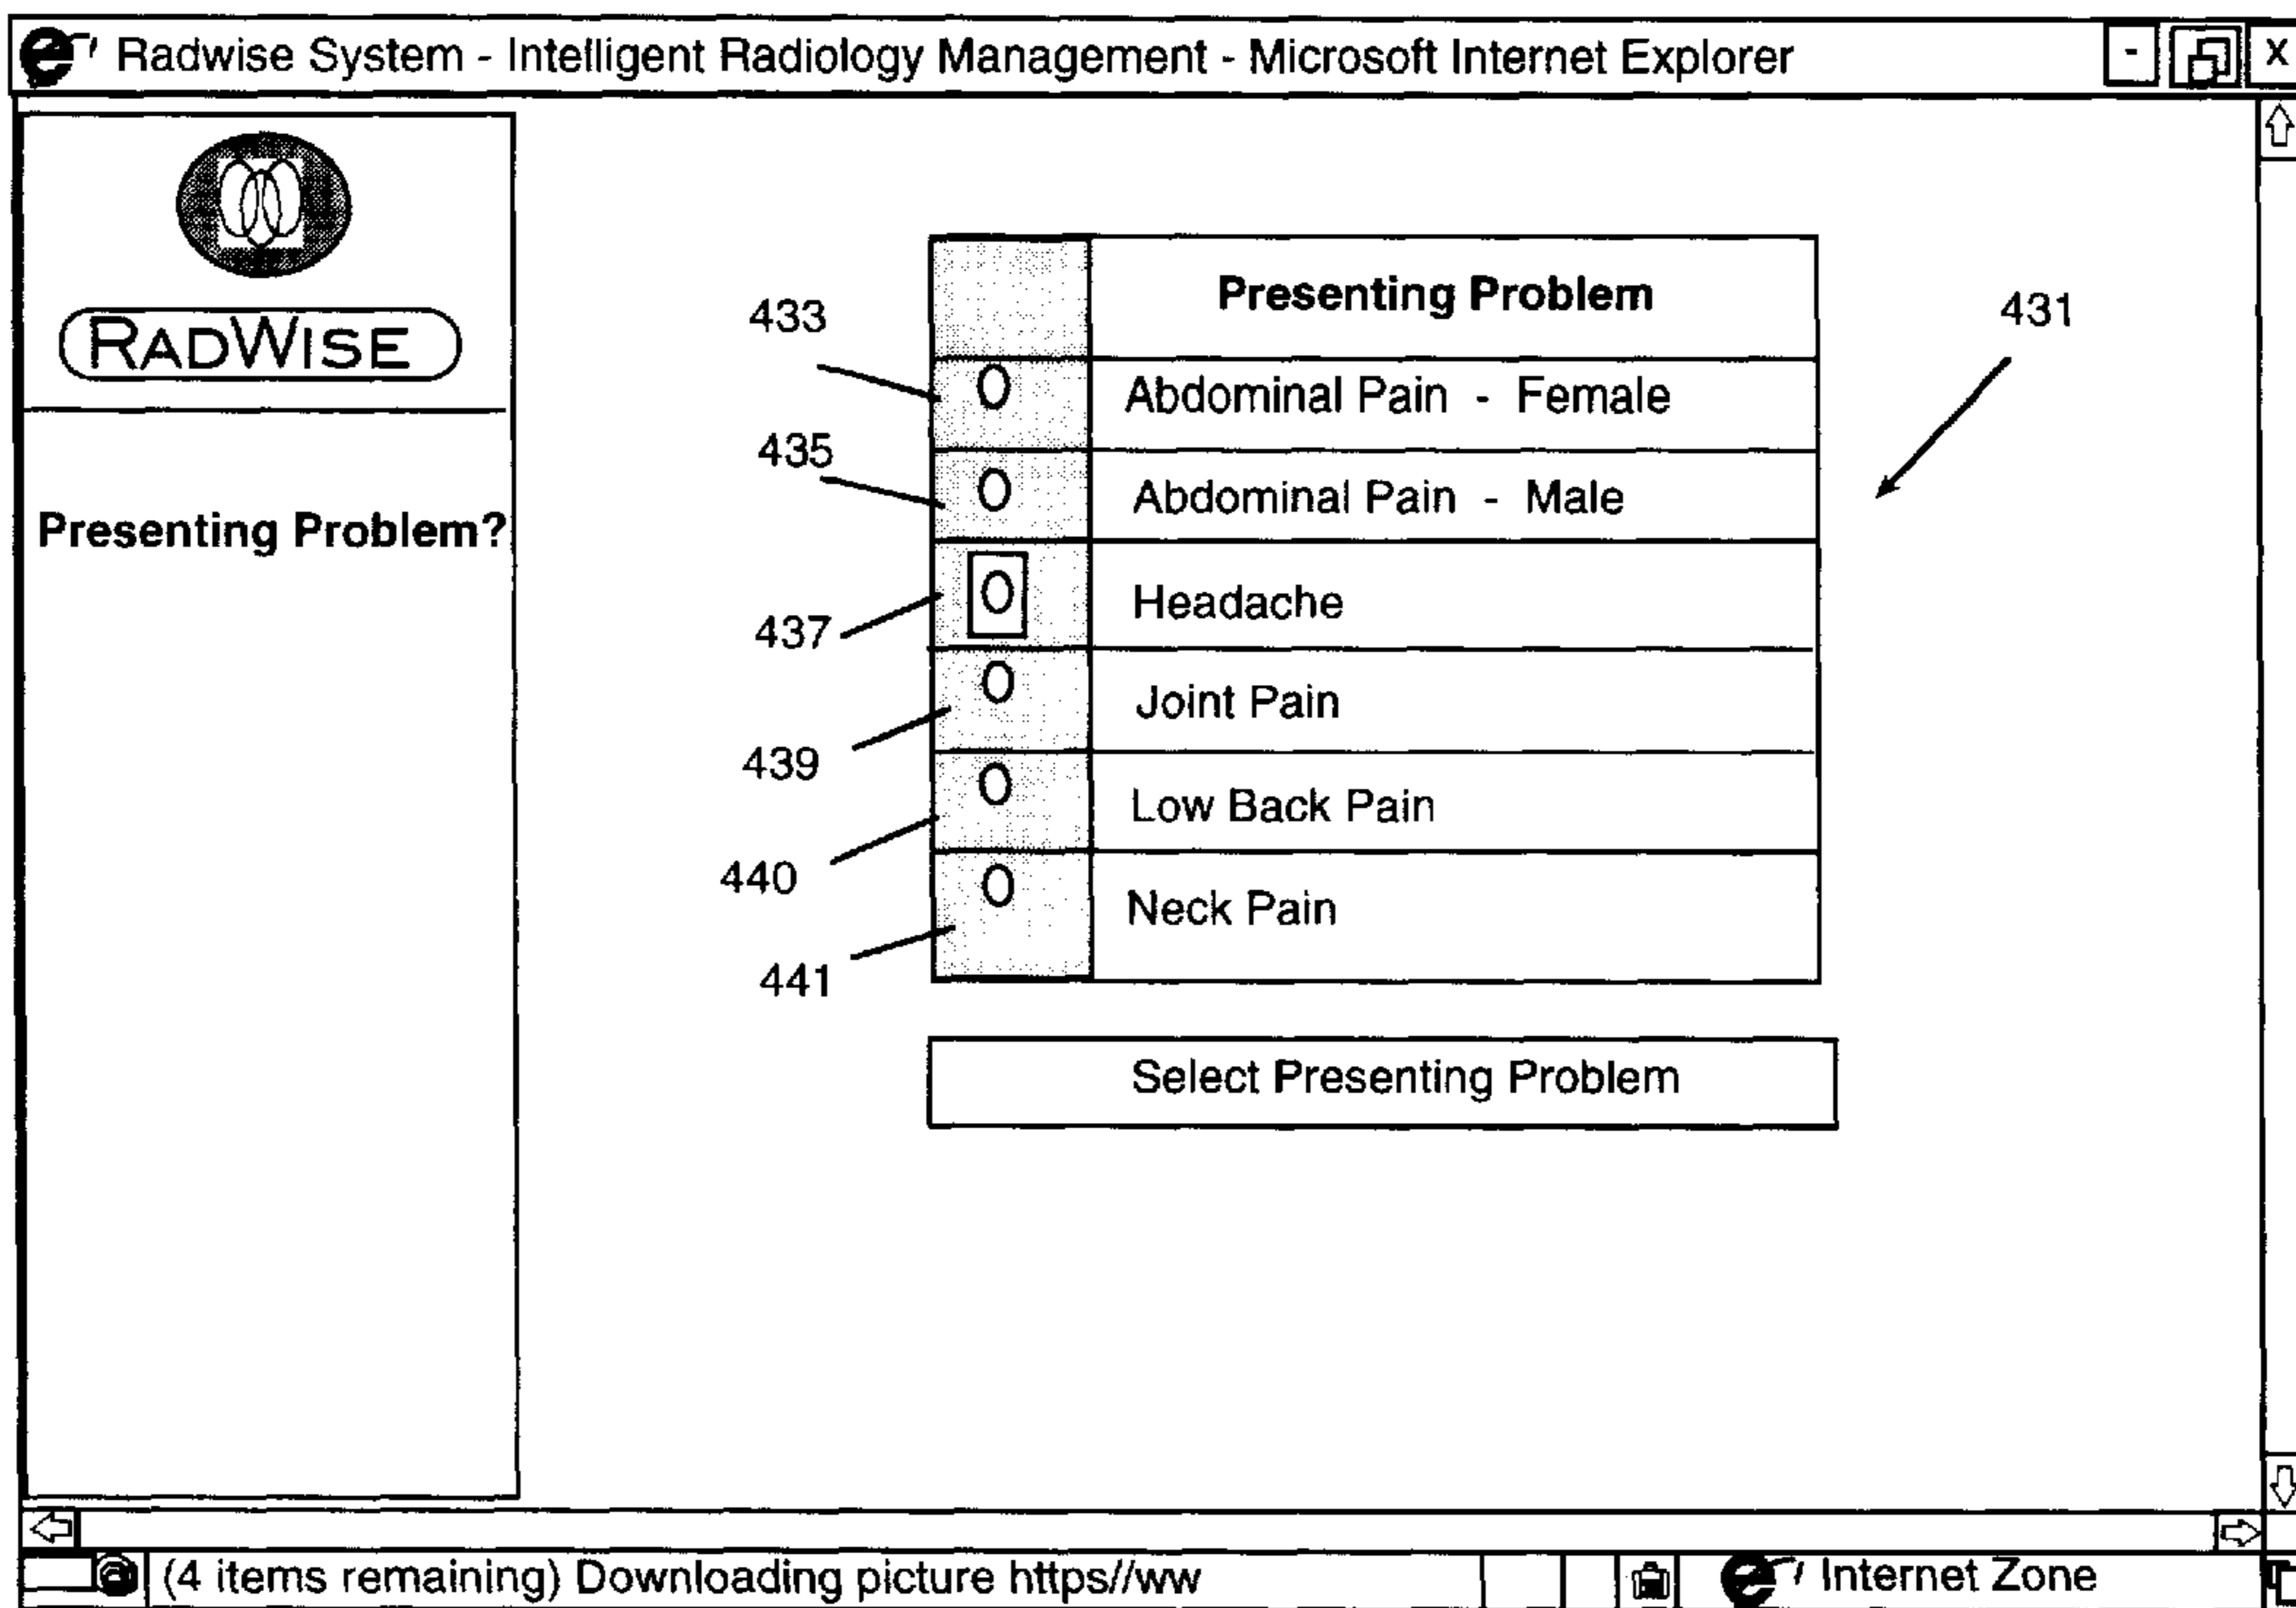 Radwise System - Intelligent Radiology Management - Microsoft Internet Explorer - X
RADWISE
Presenting Problem?
Presenting Problem
431
433
Abdominal Pain - Female
435
Abdominal Pain - Male
437
Headache
439
Joint Pain
440
Low Back Pain
441
Neck Pain
Select Presenting Problem
(4 items remaining) Downloading picture https//ww
Internet Zone